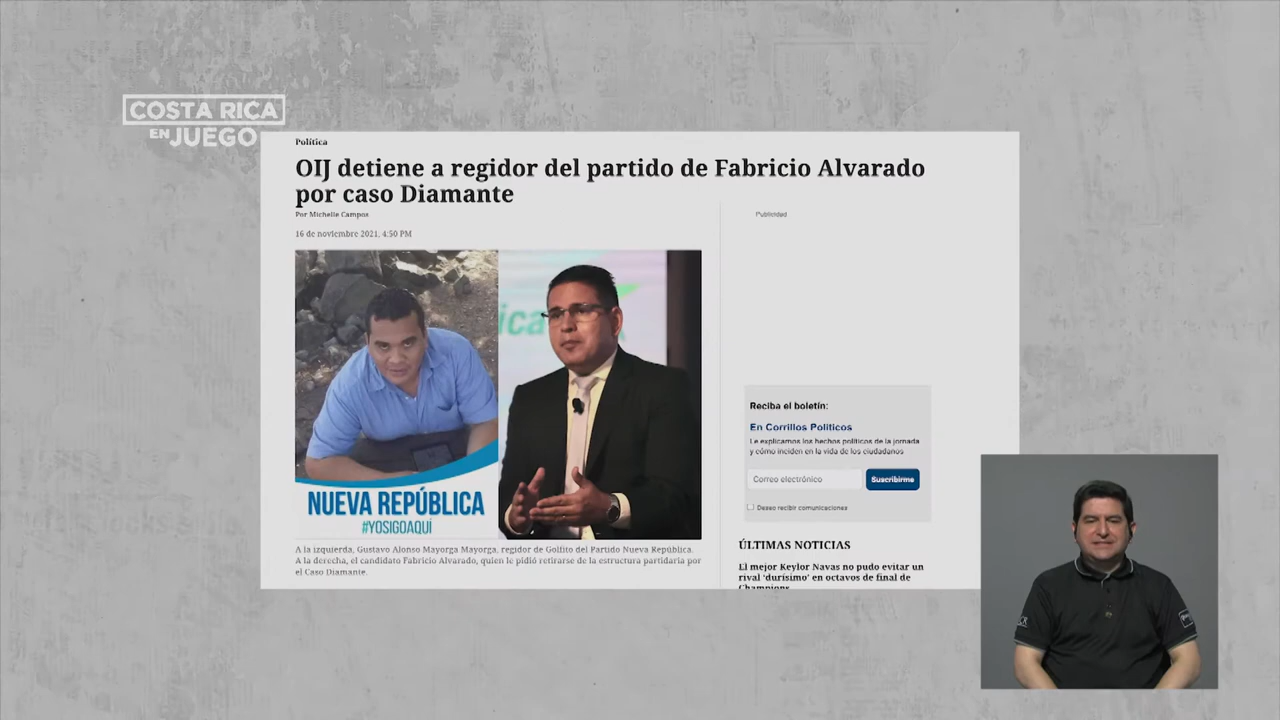 COSTA RICA
EN JUEGO
Política
OIJ detiene a regidor del partido de Fabricio Alvarado
por caso Diamante
Por Michelle Campos
Publicidad
16 de noviembre 2021, 4:50 PM
ica
NUEVA REPÚBLICA
#YOSIGOAQUÍ
A la izquierda, Gustavo Alonso Mayorga Mayorga, regidor de Golfito del Partido Nueva República.
A la derecha, el candidato Fabricio Alvarado, quien le pidió retirarse de la estructura partidaria por
el Caso Diamante.
Reciba el boletín:
En Corrillos Políticos
Le explicamos los hechos políticos de la jornada
y cómo inciden en la vida de los ciudadanos
Correo electrónico
Suscribirme
Deseo recibir comunicaciones
ÚLTIMAS NOTICIAS
El mejor Keylor Navas no pudo evitar un
rival 'durísimo' en octavos de final de
Champions